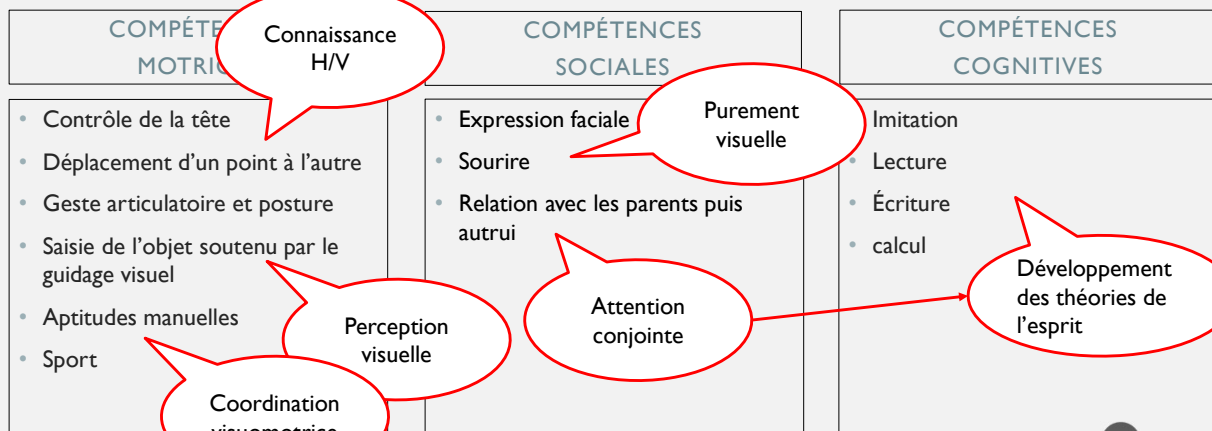 COMPÉTE
MOTRIC
Connaissance
H/V
• Contrôle de la tête
• Déplacement d'un point à l'autre
• Geste articulatoire et posture
• Saisie de l'objet soutenu par le
guidage visuel
• Aptitudes manuelles
• Sport
Perception
visuelle
Coordination
visuomotrice
COMPÉTENCES
SOCIALES
• Expression faciale
• Sourire
• Relation avec les parents puis
autrui
Purement
visuelle
Attention
conjointe
COMPÉTENCES
COGNITIVES
Imitation
• Lecture
• Écriture
• calcul
Développement
des théories de
l'esprit